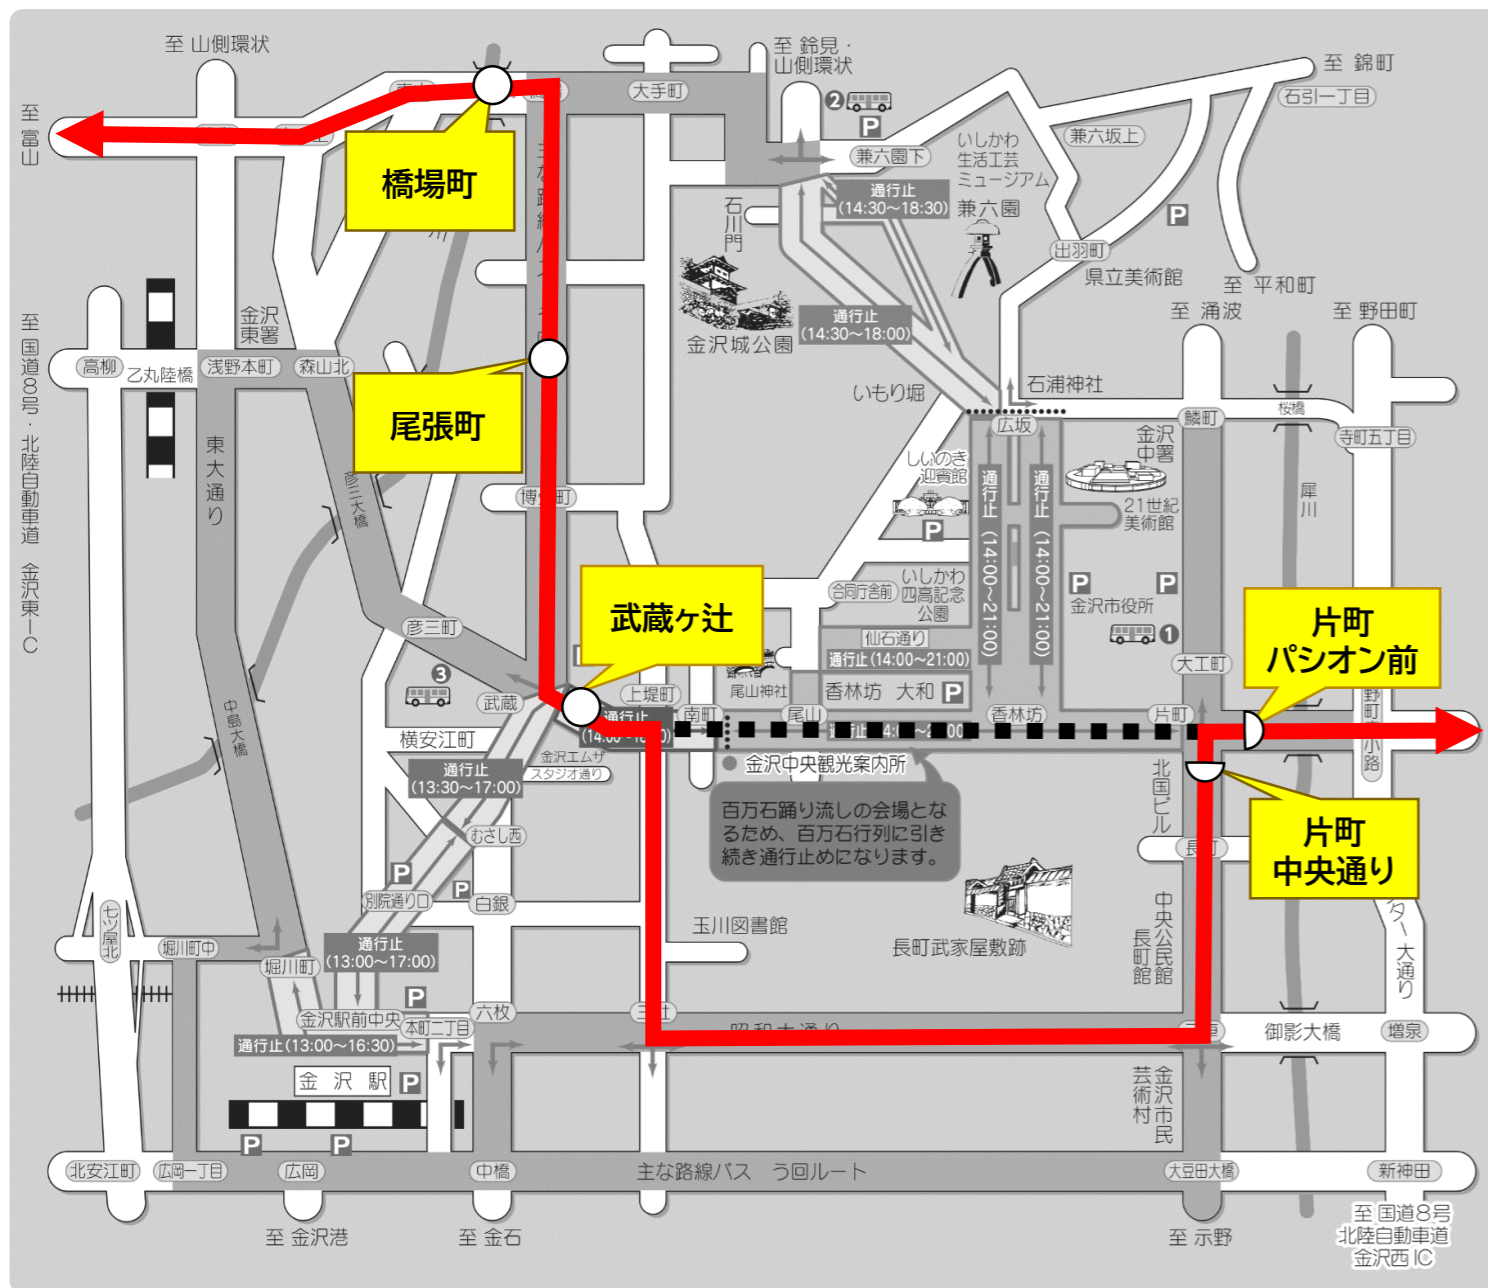 至 山側環状
至 鈴見・
山側環状
至 錦町
石引一丁目
大手町
2
P
兼六園下
兼六坂上
いしかわ
生活工芸
ミュージアム
至 富山
橋場町
通行止
(14:30～18:30)
兼六園
P
石川門
出羽町
県立美術館
至 平和町
金沢東署
通行止
(14:30～18:00)
金沢城公園
至 涌波
至 野田町
至 国道8号・北陸自動車道 金沢東IC
高柳
乙丸陸橋
浅野本町
森山北
尾張町
いもり堀
石浦神社
広坂
鱗町
桜橋
寺町五丁目
金沢中署
東大通り
彦三大橋
しいのき
迎賓館
P
通行止 (14:00～21:00)
通行止 (14:00～21:00)
21世紀
美術館
犀川
合同庁舎前
いしかわ
四高記念
公園
P
P
金沢市役所
1
彦三町
武蔵ヶ辻
仙石通り
通行止(14:00～21:00)
大工町
片町
パシオン前
3
武蔵
上堤町
尾山神社
香林坊 大和
P
中島大橋
横安江町
通行止
南町
尾山
香林坊
片町
金沢エムザ
スタジオ通り
金沢中央観光案内所
通行止
(13:30～17:00)
むさし西
百万石踊り流しの会場とな
るため、百万石行列に引き
続き通行止めになります。
北国ビル
片町
中央通り
P
P
別院通り口
白銀
玉川図書館
長町武家屋敷跡
中央公民館
長町館
七ツ屋北
堀川町中
堀川町
通行止
(13:00～17:00)
P
金沢駅前中央
本町二丁目
六枚
通行止(13:00～16:30)
御影大橋
増泉
金沢駅
P
金沢市民
芸術村
P
P
北安江町
広岡一丁目
広岡
中橋
主な路線バス う回ルート
大豆田大橋
新神田
至 金沢港
至 金石
至 示野
至 国道8号
北陸自動車道
金沢西IC